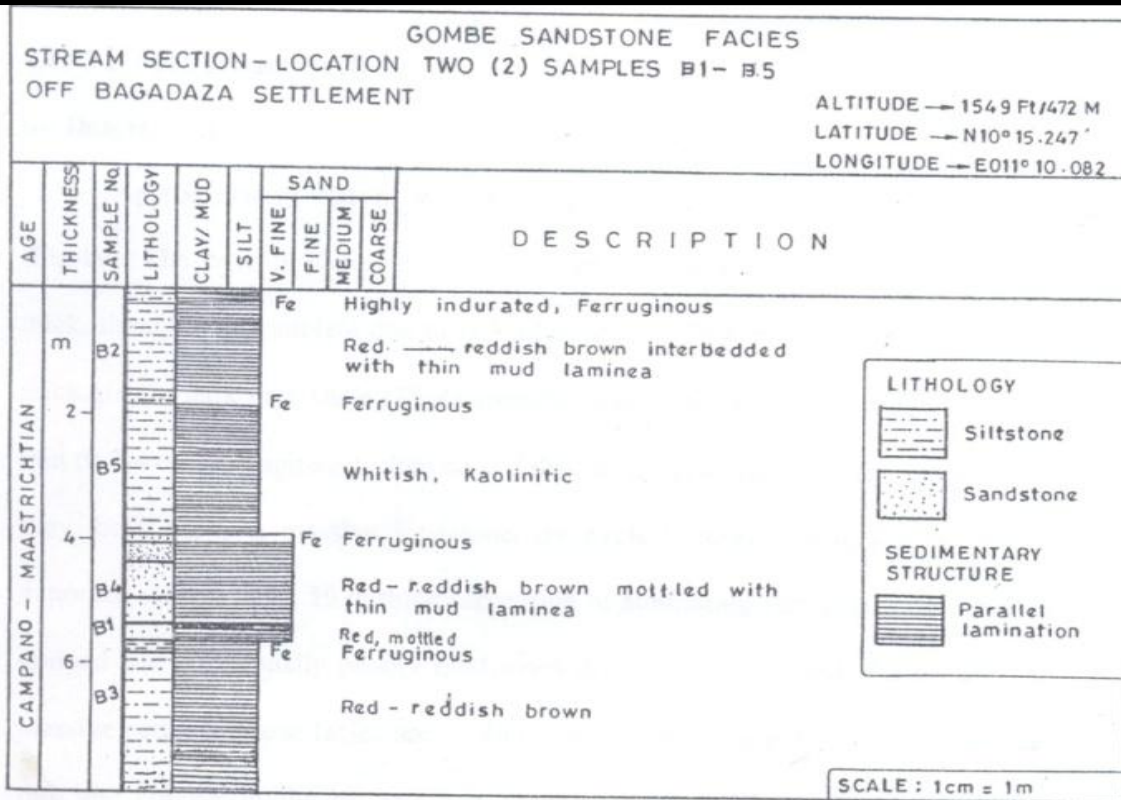 GOMBE SANDSTONE FACIES
STREAM SECTION - LOCATION TWO (2) SAMPLES B1 - B.5
OFF BAGADAZA SETTLEMENT
ALTITUDE → 1549 Ft/472 M
LATITUDE → N10° 15.247´
LONGITUDE → E011° 10.082
AGE
THICKNESS
SAMPLE No.
LITHOLOGY
CLAY/ MUD
SILT
SAND
V. FINE
FINE
MEDIUM
COARSE
DESCRIPTION
CAMPANO - MAASTRICHTIAN
Fe Highly indurated, Ferruginous
m
B2
Red — reddish brown interbedded
with thin mud laminea
2
Fe Ferruginous
B5
Whitish, Kaolinitic
4
Fe Ferruginous
B4
Red - reddish brown mottled with
thin mud laminea
B1
Red, mottled
Fe Ferruginous
6
B3
Red - reddish brown
LITHOLOGY
Siltstone
Sandstone
SEDIMENTARY
STRUCTURE
Parallel
lamination
SCALE : 1cm = 1m